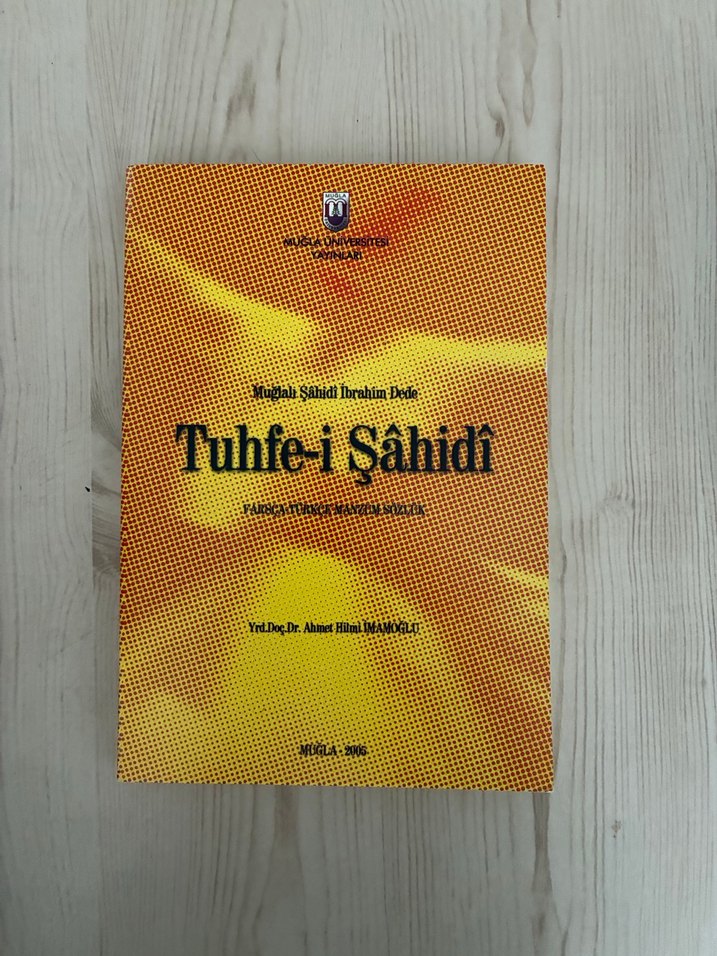 MUĞLA
MUĞLA ÜNİVERSİTESİ
YAYINLARI
Muğlalı Şâhidî İbrahim Dede
Tuhfe-i Şâhidî
FARSÇA-TÜRKÇE MANZUM SÖZLÜK
Yrd.Doç.Dr. Ahmet Hilmi İMAMOĞLU
MUĞLA - 2005